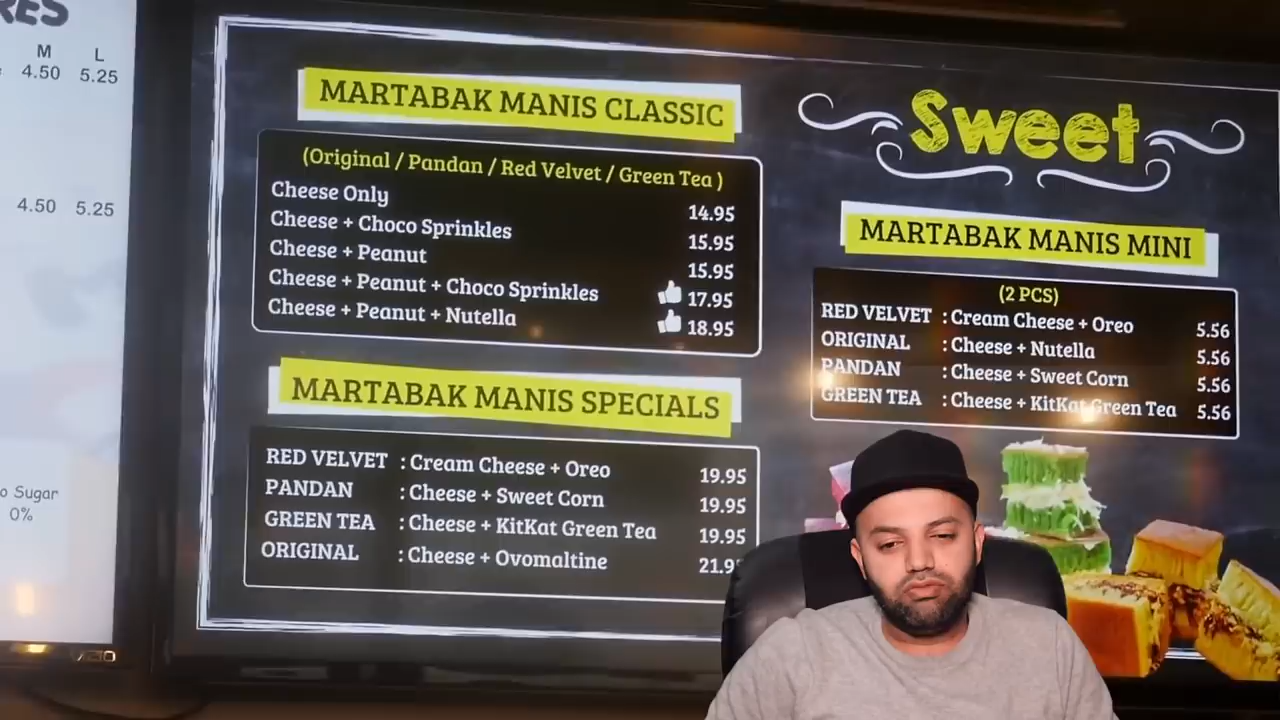 M L
4.50 5.25
4.50 5.25
o Sugar
0%
VIZIO
MARTABAK MANIS CLASSIC
(Original / Pandan / Red Velvet / Green Tea )
Cheese Only 14.95
Cheese + Choco Sprinkles 15.95
Cheese + Peanut 15.95
Cheese + Peanut + Choco Sprinkles 17.95
Cheese + Peanut + Nutella 18.95
MARTABAK MANIS SPECIALS
RED VELVET : Cream Cheese + Oreo 19.95
PANDAN : Cheese + Sweet Corn 19.95
GREEN TEA : Cheese + KitKat Green Tea 19.95
ORIGINAL : Cheese + Ovomaltine
Sweet
MARTABAK MANIS MINI
(2 PCS)
RED VELVET : Cream Cheese + Oreo 5.56
ORIGINAL : Cheese + Nutella 5.56
PANDAN : Cheese + Sweet Corn 5.56
GREEN TEA : Cheese + KitKat Green Tea 5.56